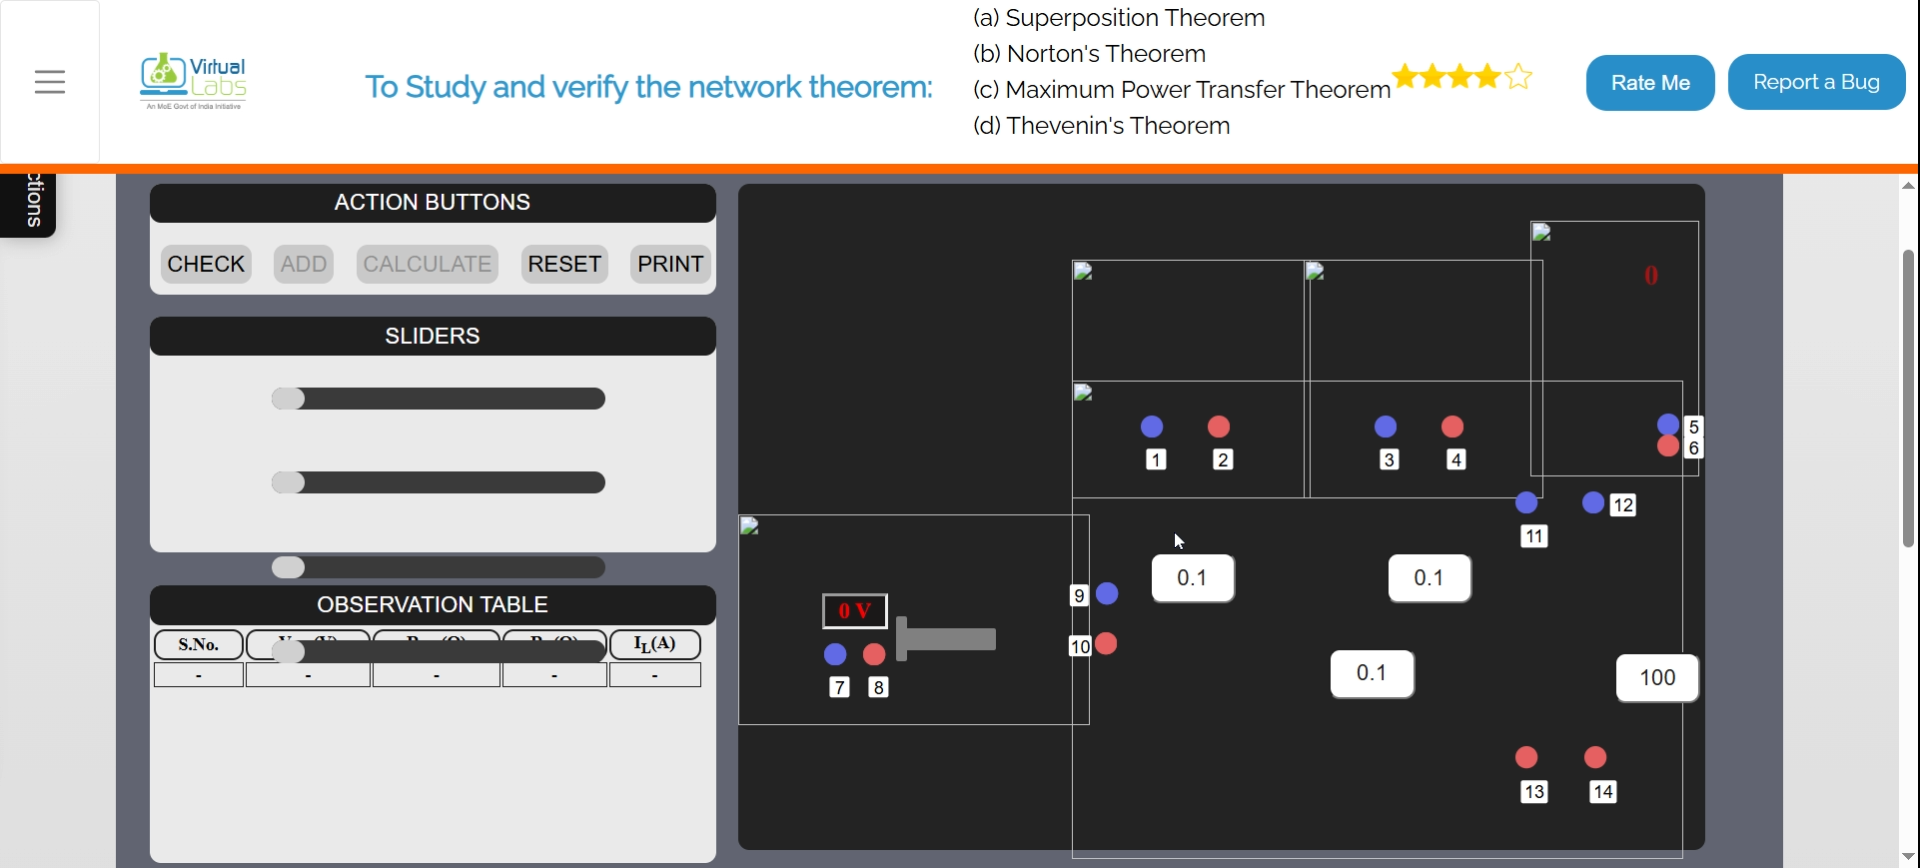 (a) Superposition Theorem
(b) Norton's Theorem
(c) Maximum Power Transfer Theorem
(d) Thevenin's Theorem
To Study and verify the network theorem:
Virtual
Labs
An MoE Govt of India Initiative
Rate Me
Report a Bug
ctions
ACTION BUTTONS
CHECK ADD CALCULATE RESET PRINT
SLIDERS
OBSERVATION TABLE
S.No. I_L(A)
- - - - -
0
1 2 3 4
5
6
11 12
0.1 0.1
9
10
0 V
7 8
0.1
100
13 14